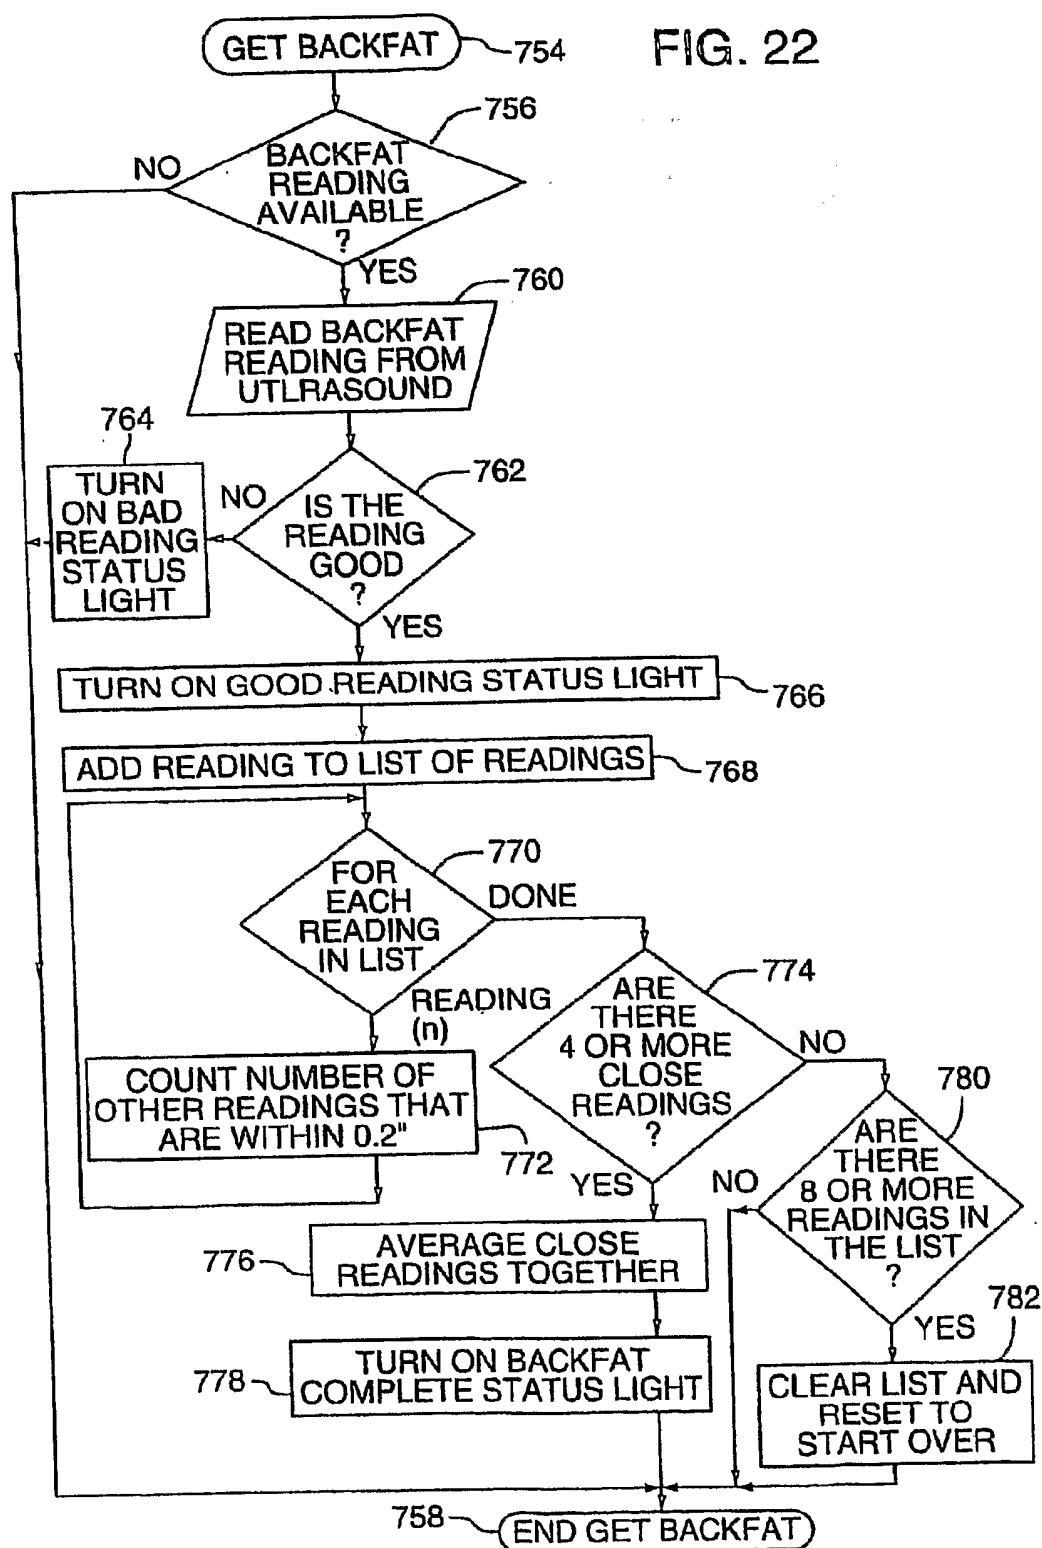 GET BACKFAT
754
FIG. 22
756
NO
BACKFAT
READING
AVAILABLE
?
YES
760
READ BACKFAT
READING FROM
UTLRASOUND
764
TURN
ON BAD
READING
STATUS
LIGHT
NO
762
IS THE
READING
GOOD
?
YES
TURN ON GOOD READING STATUS LIGHT
766
ADD READING TO LIST OF READINGS
768
770
FOR
EACH
READING
IN LIST
DONE
READING
(n)
COUNT NUMBER OF
OTHER READINGS THAT
ARE WITHIN 0.2"
772
774
ARE
THERE
4 OR MORE
CLOSE
READINGS
?
NO
YES
780
ARE
THERE
8 OR MORE
READINGS IN
THE LIST
?
NO
YES
776
AVERAGE CLOSE
READINGS TOGETHER
778
TURN ON BACKFAT
COMPLETE STATUS LIGHT
782
CLEAR LIST AND
RESET TO
START OVER
758
END GET BACKFAT